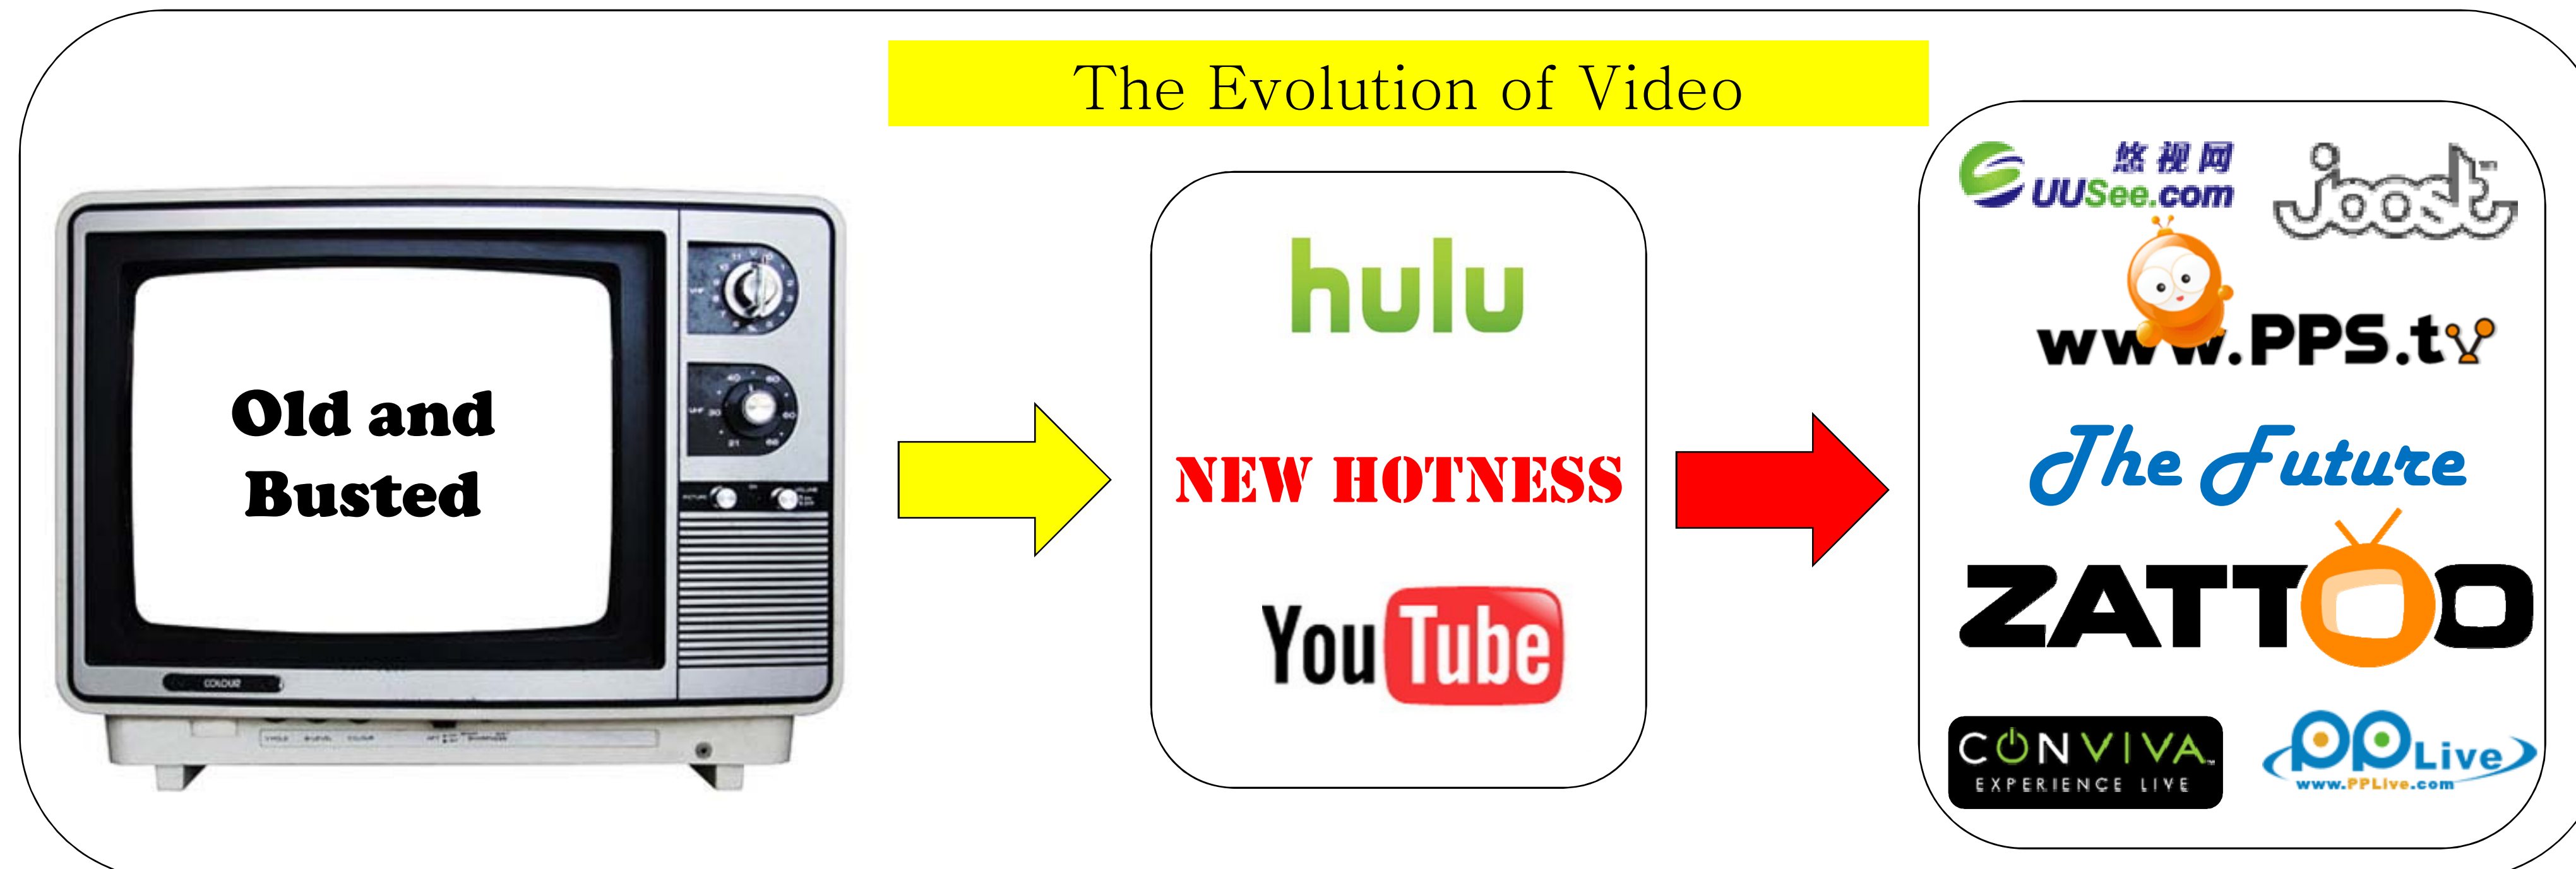 The Evolution of Video
Old and
Busted
COLOUR
hulu
NEW HOTNESS
YouTube
悠视网
UUSee.com
joost
www.PPS.tv
The Future
ZATTOO
CONVIVA
EXPERIENCE LIVE
PPLive
www.PPLive.com